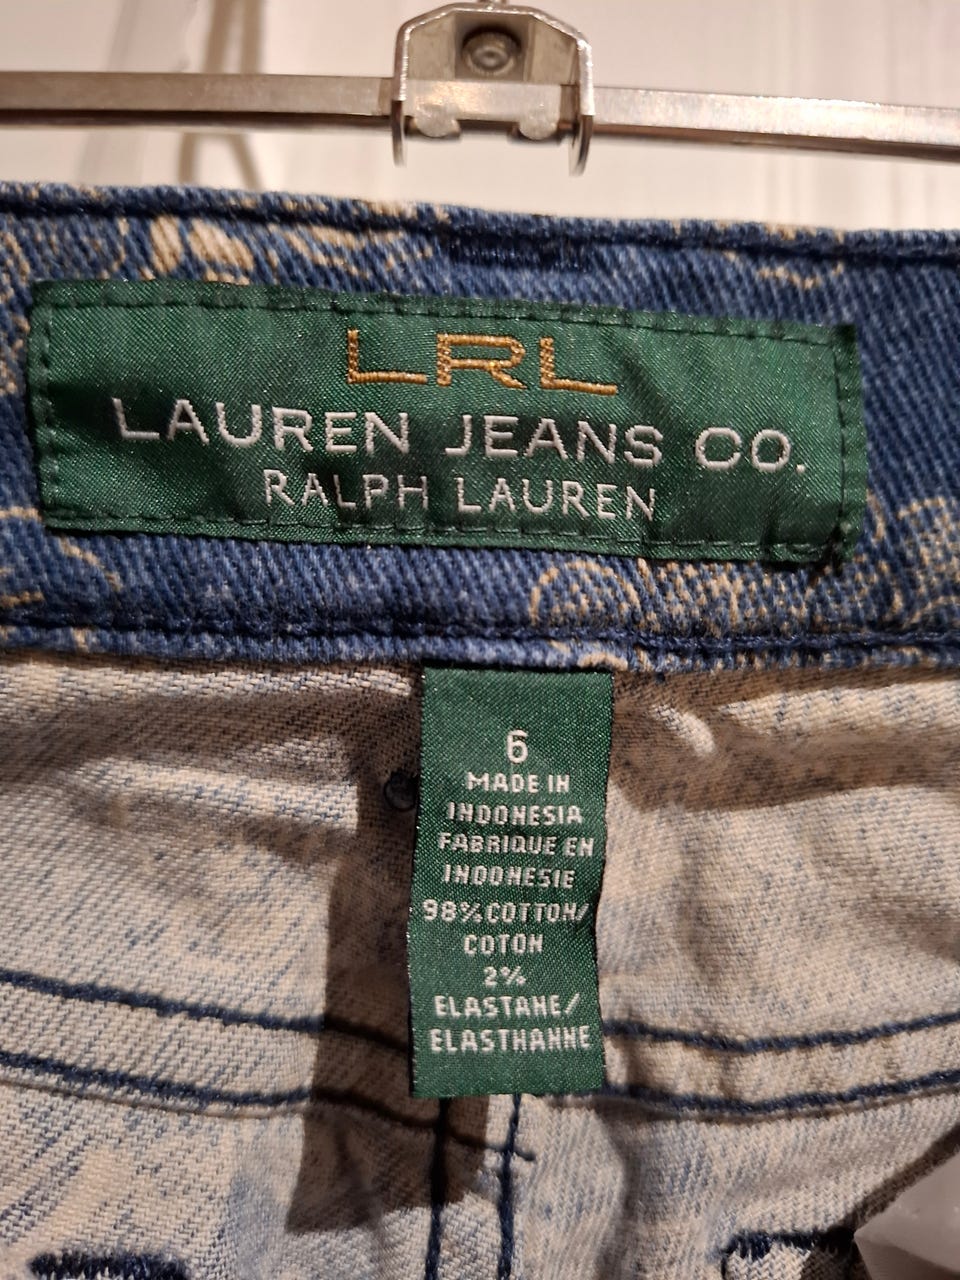 LRL
LAUREN JEANS CO.
RALPH LAUREN
6
MADE IN
INDONESIA
FABRIQUE EN
INDONESIE
98% COTTON/
COTON
2%
ELASTANE/
ELASTHANNE